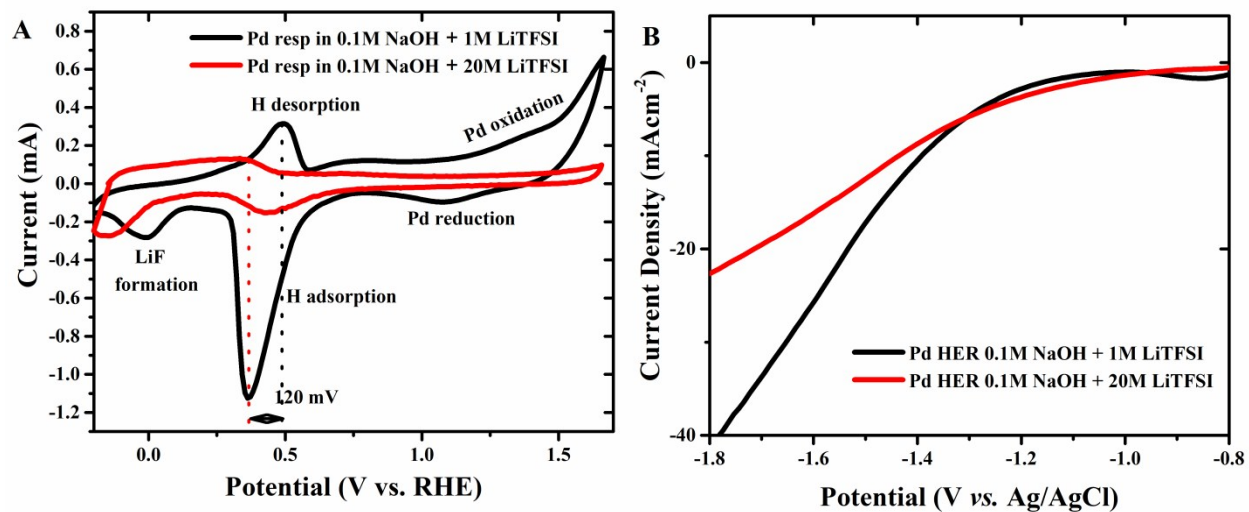 A
Pd resp in 0.1M NaOH + 1M LiTFSI
Pd resp in 0.1M NaOH + 20M LiTFSI
H desorption
Pd oxidation
Pd reduction
LiF
formation
H adsorption
120 mV
0.8
0.6
0.4
0.2
0.0
-0.2
-0.4
-0.6
-0.8
-1.0
-1.2
Current (mA)
0.0
0.5
1.0
1.5
Potential (V vs. RHE)
B
0
-20
-40
Current Density (mAcm⁻²)
Pd HER 0.1M NaOH + 1M LiTFSI
Pd HER 0.1M NaOH + 20M LiTFSI
-1.8
-1.6
-1.4
-1.2
-1.0
-0.8
Potential (V vs. Ag/AgCl)